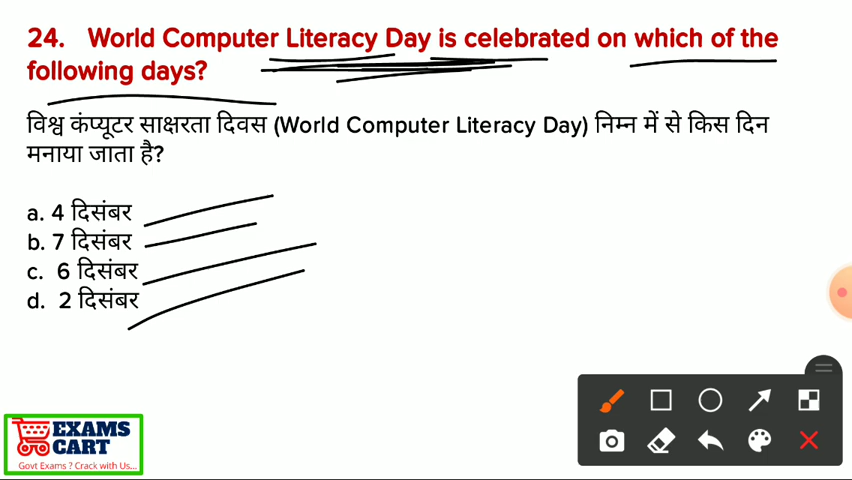 24. World Computer Literacy Day is celebrated on which of the
following days?
विश्व कंप्यूटर साक्षरता दिवस (World Computer Literacy Day) निम्न में से किस दिन
मनाया जाता है?
a. 4 दिसंबर
b. 7 दिसंबर
c. 6 दिसंबर
d. 2 दिसंबर
EXAMS
CART
Govt Exams ? Crack with Us...